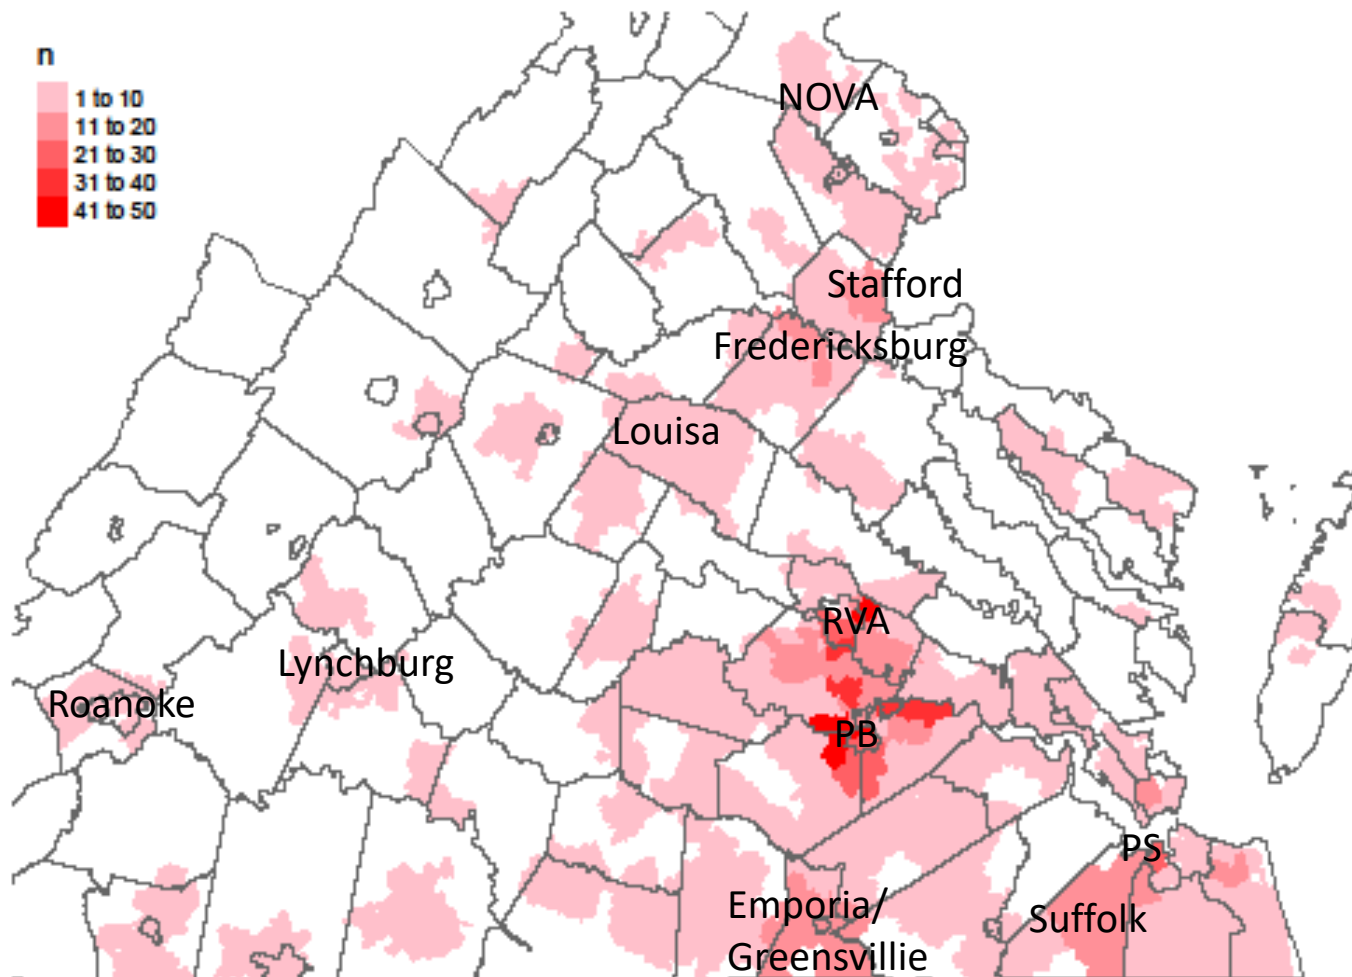 n
1 to 10
11 to 20
21 to 30
31 to 40
41 to 50
NOVA
Stafford
Fredericksburg
Louisa
RVA
Lynchburg
Roanoke
PB
PS
Emporia/
Greensvillie
Suffolk